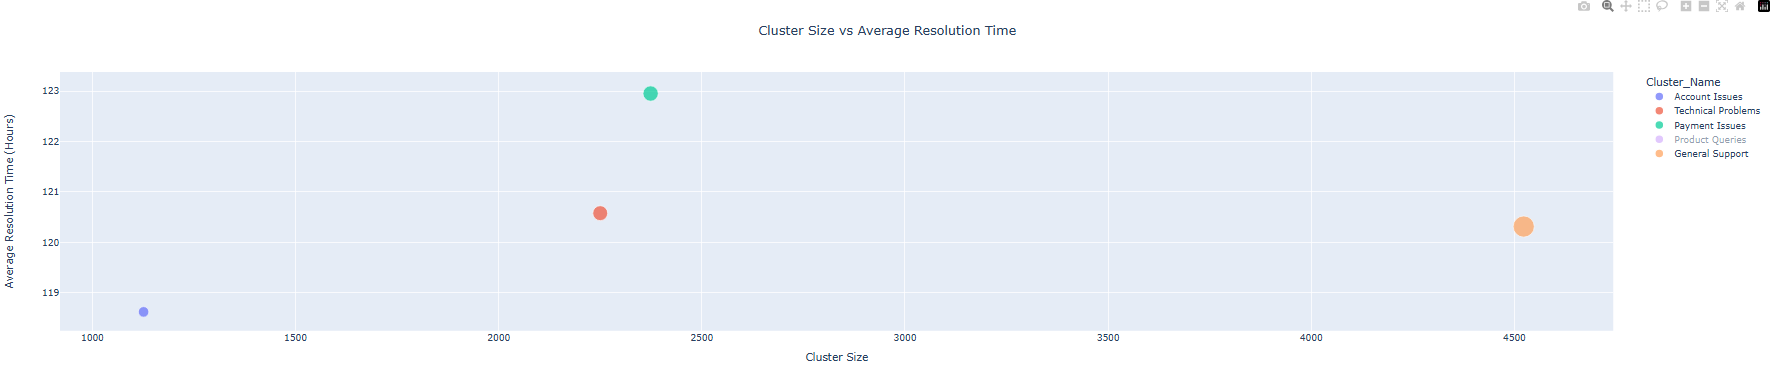 Cluster Size vs Average Resolution Time
Average Resolution Time (Hours)
123
122
121
120
119
1000 1500 2000 2500 3000 3500 4000 4500
Cluster Size
Cluster_Name
Account Issues
Technical Problems
Payment Issues
Product Queries
General Support